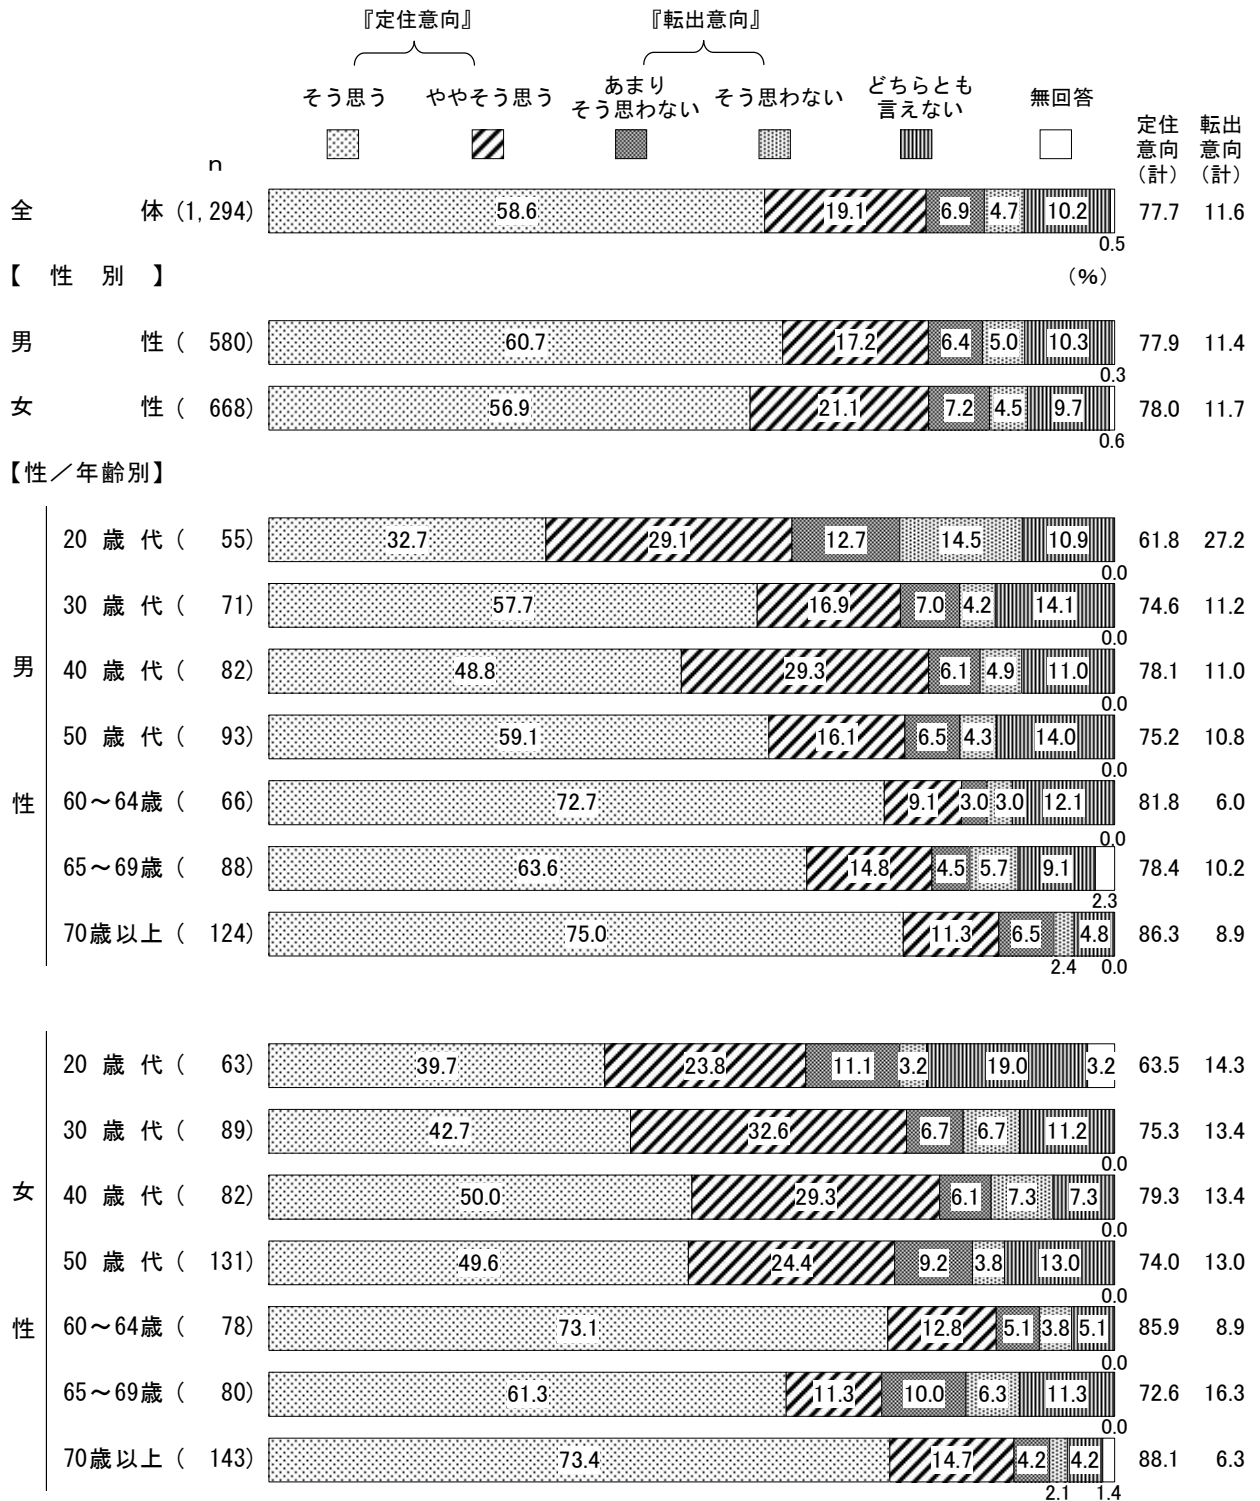 『定住意向』 『転出意向』
そう思う ややそう思う あまりそう思わない そう思わない どちらとも言えない 無回答
定住意向(計) 転出意向(計)
n
全体 (1,294) 58.6 19.1 6.9 4.7 10.2 77.7 11.6
0.5
【性別】 (%)
男性 ( 580) 60.7 17.2 6.4 5.0 10.3 77.9 11.4
0.3
女性 ( 668) 56.9 21.1 7.2 4.5 9.7 78.0 11.7
0.6
【性/年齢別】
男性
20歳代 ( 55) 32.7 29.1 12.7 14.5 10.9 61.8 27.2
0.0
30歳代 ( 71) 57.7 16.9 7.0 4.2 14.1 74.6 11.2
0.0
40歳代 ( 82) 48.8 29.3 6.1 4.9 11.0 78.1 11.0
0.0
50歳代 ( 93) 59.1 16.1 6.5 4.3 14.0 75.2 10.8
0.0
60~64歳 ( 66) 72.7 9.1 3.0 3.0 12.1 81.8 6.0
0.0
65~69歳 ( 88) 63.6 14.8 4.5 5.7 9.1 78.4 10.2
2.3
70歳以上 ( 124) 75.0 11.3 6.5 4.8 86.3 8.9
2.4 0.0
女性
20歳代 ( 63) 39.7 23.8 11.1 3.2 19.0 3.2 63.5 14.3
30歳代 ( 89) 42.7 32.6 6.7 6.7 11.2 75.3 13.4
0.0
40歳代 ( 82) 50.0 29.3 6.1 7.3 7.3 79.3 13.4
0.0
50歳代 ( 131) 49.6 24.4 9.2 3.8 13.0 74.0 13.0
0.0
60~64歳 ( 78) 73.1 12.8 5.1 3.8 5.1 85.9 8.9
0.0
65~69歳 ( 80) 61.3 11.3 10.0 6.3 11.3 72.6 16.3
0.0
70歳以上 ( 143) 73.4 14.7 4.2 4.2 88.1 6.3
2.1 1.4